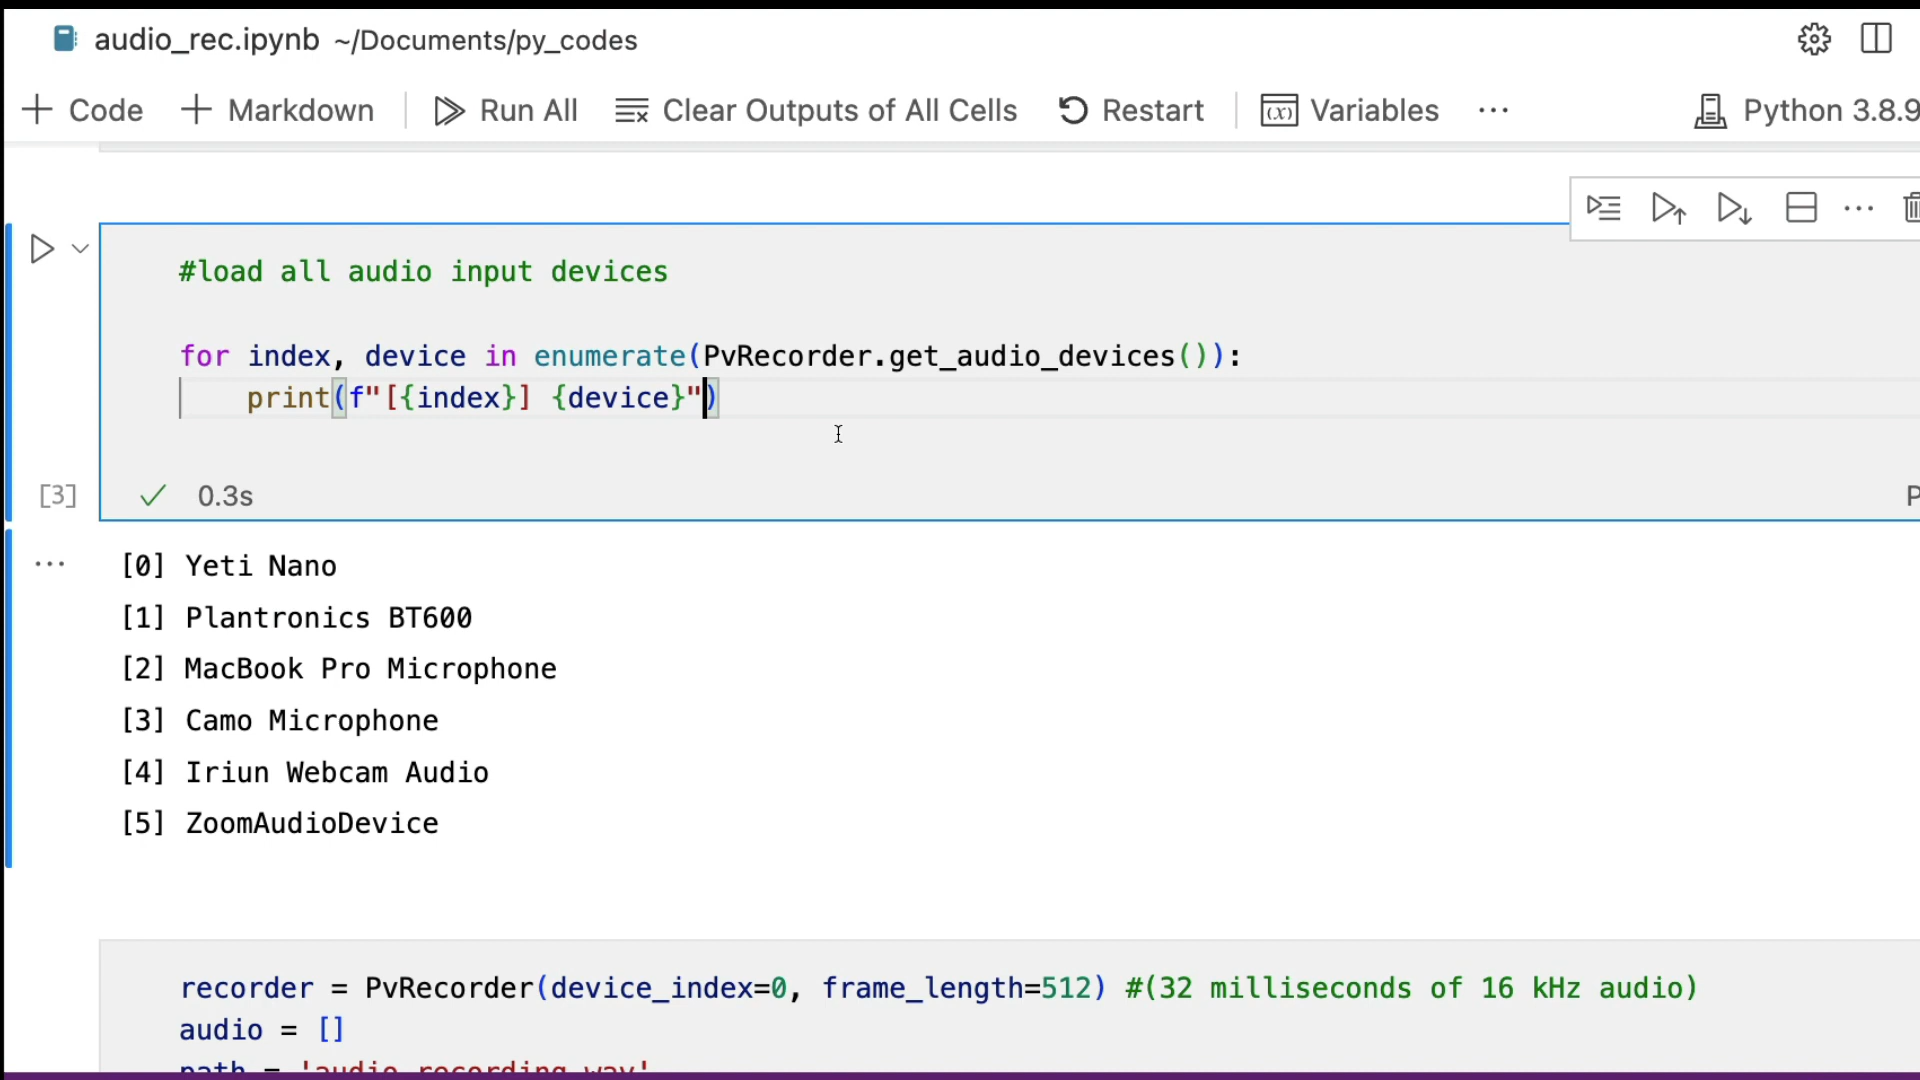 audio_rec.ipynb ~/Documents/py_codes
Code Markdown Run All Clear Outputs of All Cells Restart Variables ... Python 3.8.9
#load all audio input devices
for index, device in enumerate(PvRecorder.get_audio_devices()):
print(f"[{index}] {device}")
[3] 0.3s P
[0] Yeti Nano
[1] Plantronics BT600
[2] MacBook Pro Microphone
[3] Camo Microphone
[4] Iriun Webcam Audio
[5] ZoomAudioDevice
recorder = PvRecorder(device_index=0, frame_length=512) #(32 milliseconds of 16 kHz audio)
audio = []
path = 'audio_recording.wav'